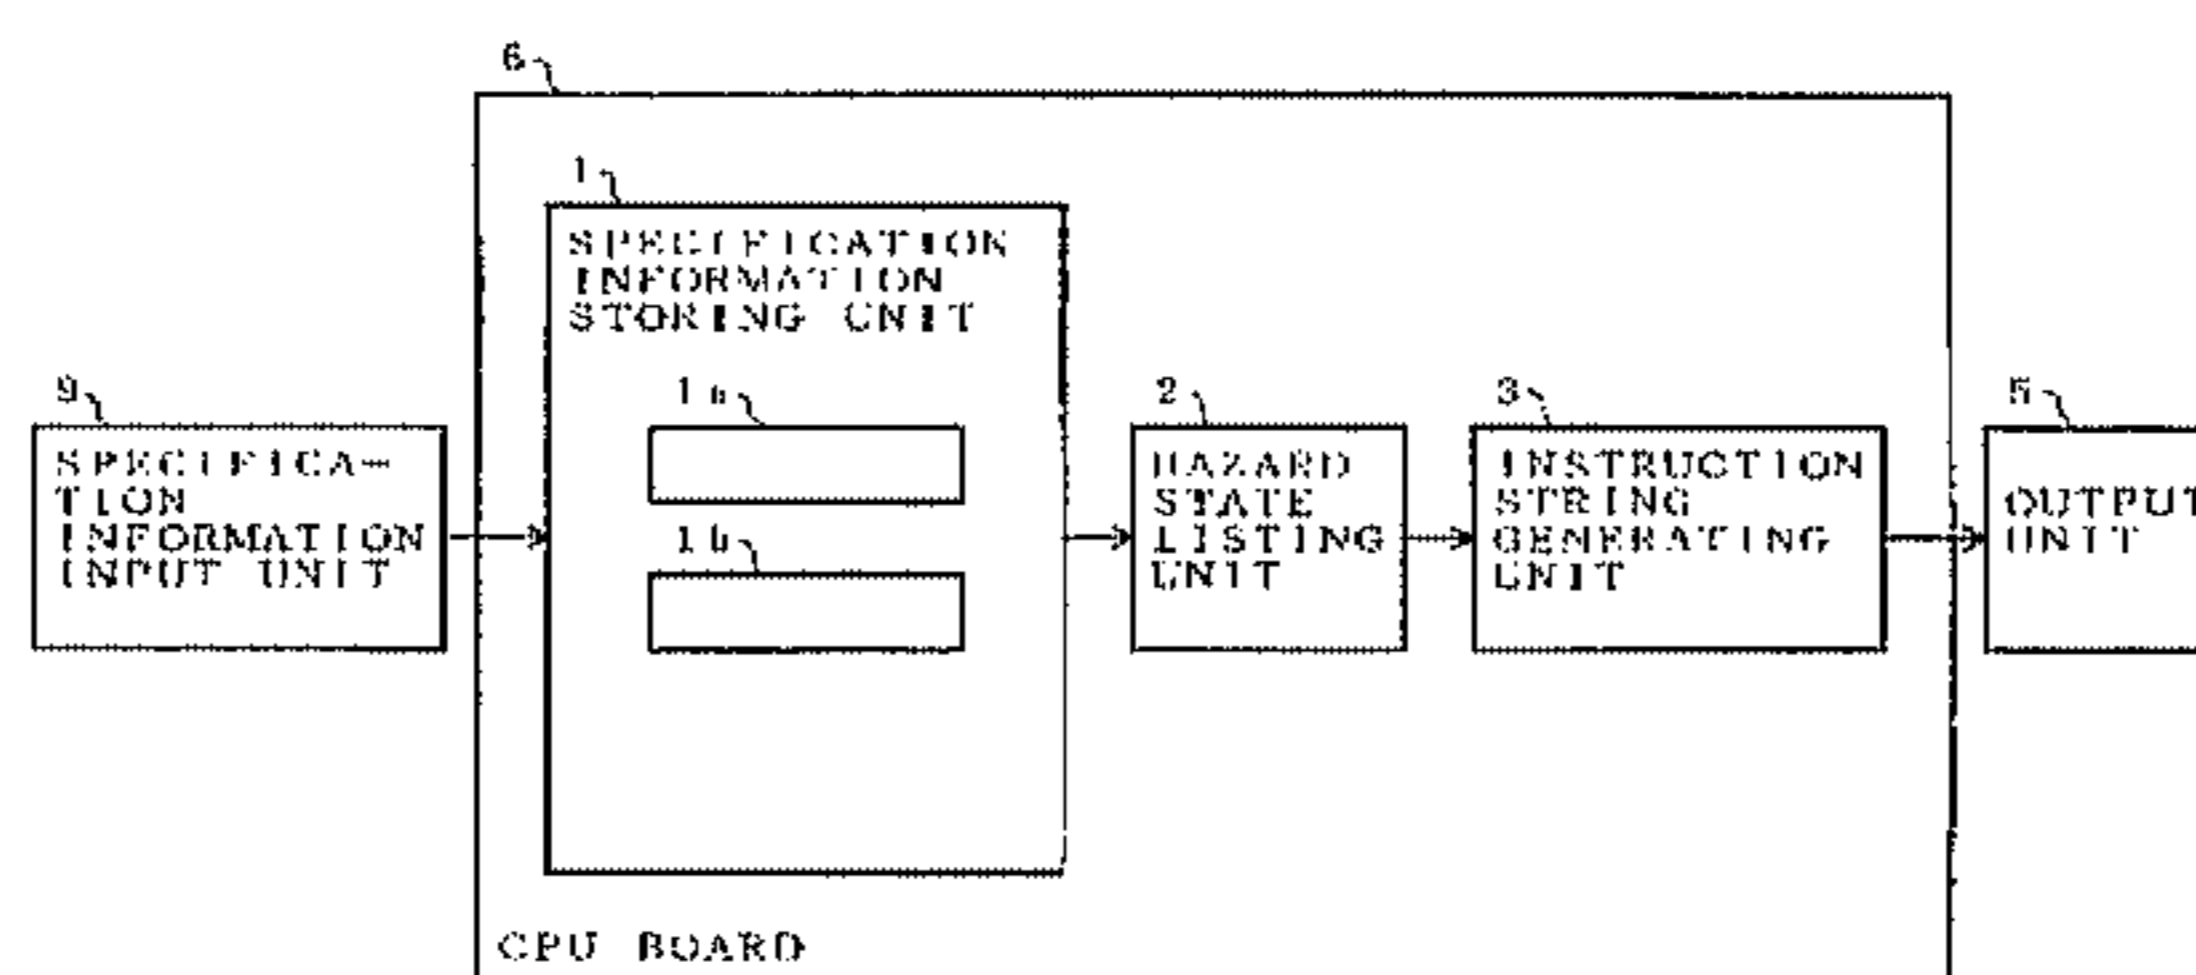 6
1
SPECIFICATION
INFORMATION
STORING UNIT
9
1a
2
3
5
SPECIFICA-
TION
INFORMATION
INPUT UNIT
HAZARD
STATE
LISTING
UNIT
INSTRUCTION
STRING
GENERATING
UNIT
OUTPUT
UNIT
1b
CPU BOARD